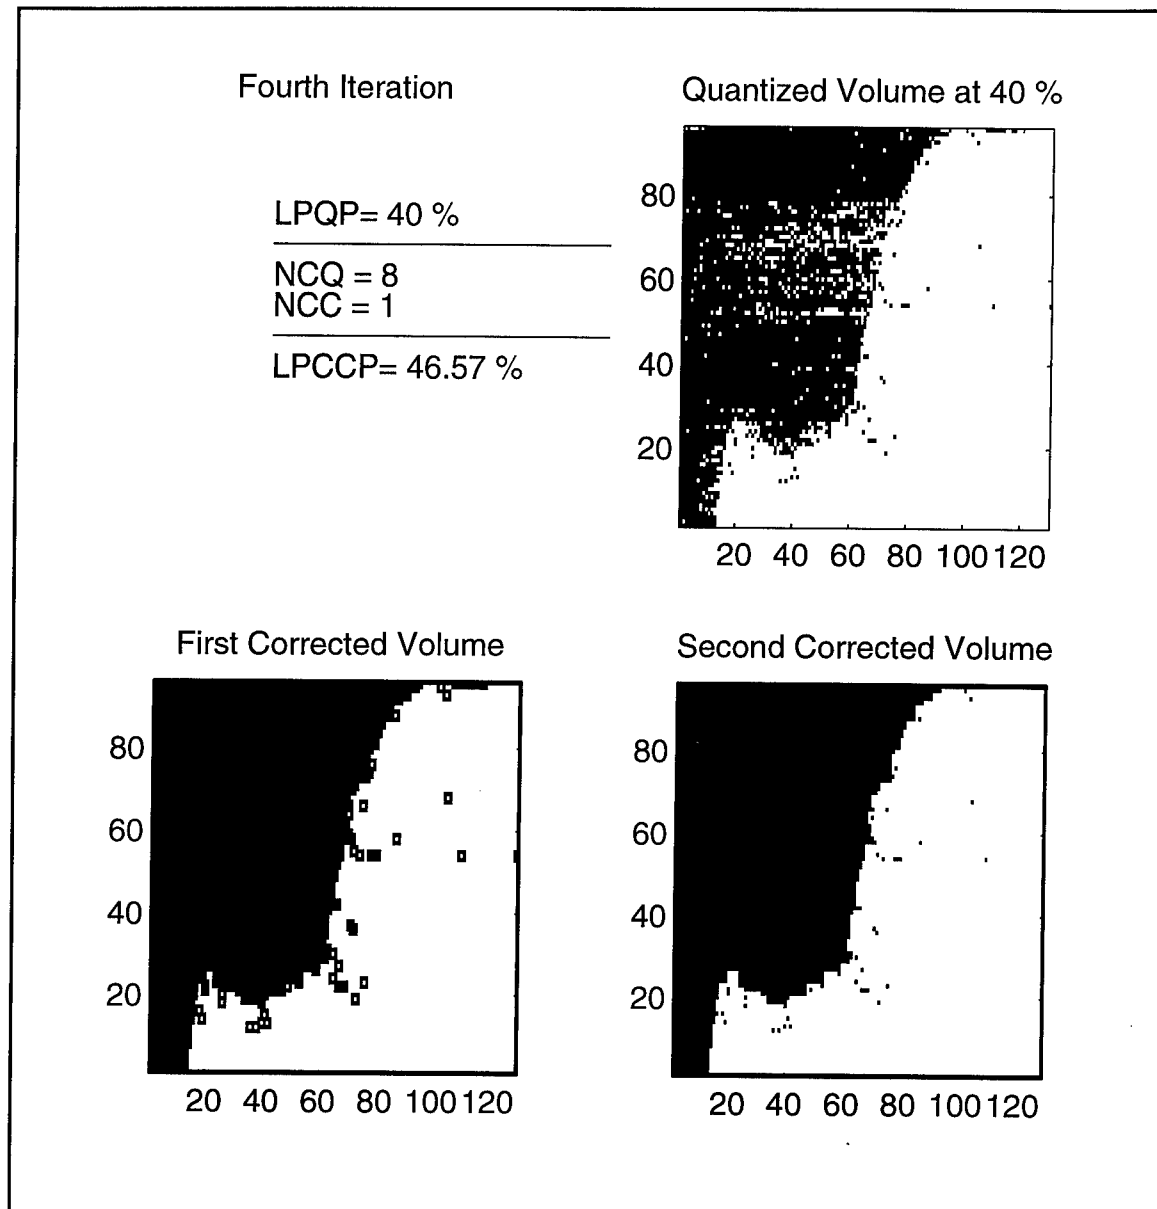 Fourth Iteration
LPQP= 40 %
NCQ = 8
NCC = 1
LPCCP= 46.57 %
Quantized Volume at 40 %
80
60
40
20
20 40 60 80 100 120
First Corrected Volume
80
60
40
20
20 40 60 80 100 120
Second Corrected Volume
80
60
40
20
20 40 60 80 100 120